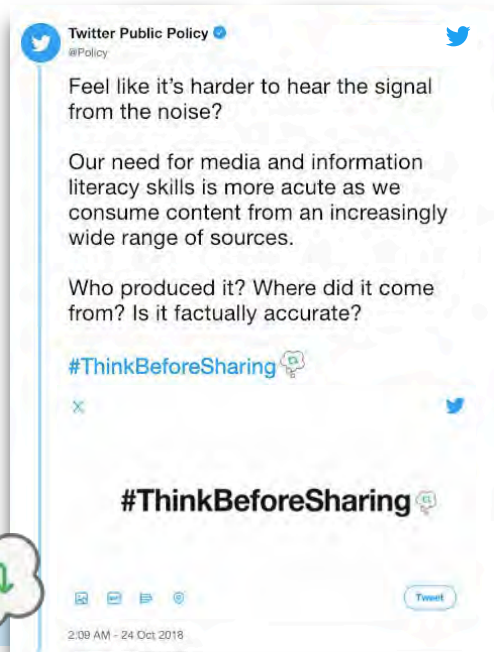 Twitter Public Policy
@Policy
Feel like it's harder to hear the signal
from the noise?
Our need for media and information
literacy skills is more acute as we
consume content from an increasingly
wide range of sources.
Who produced it? Where did it come
from? Is it factually accurate?
#ThinkBeforeSharing
#ThinkBeforeSharing
GIF
Tweet
2:09 AM - 24 Oct 2018